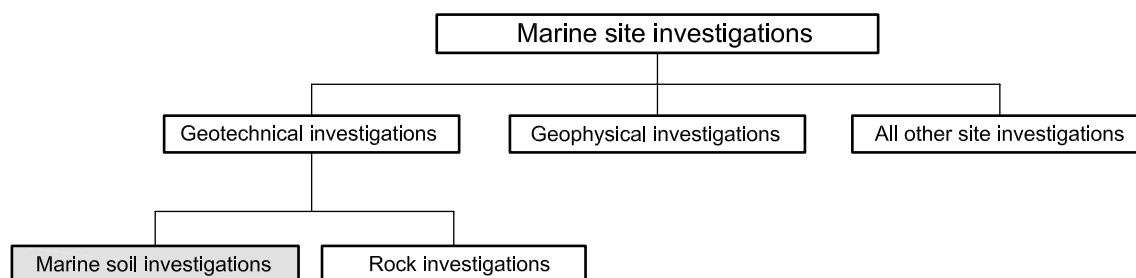 Marine site investigations
Geotechnical investigations
Geophysical investigations
All other site investigations
Marine soil investigations
Rock investigations